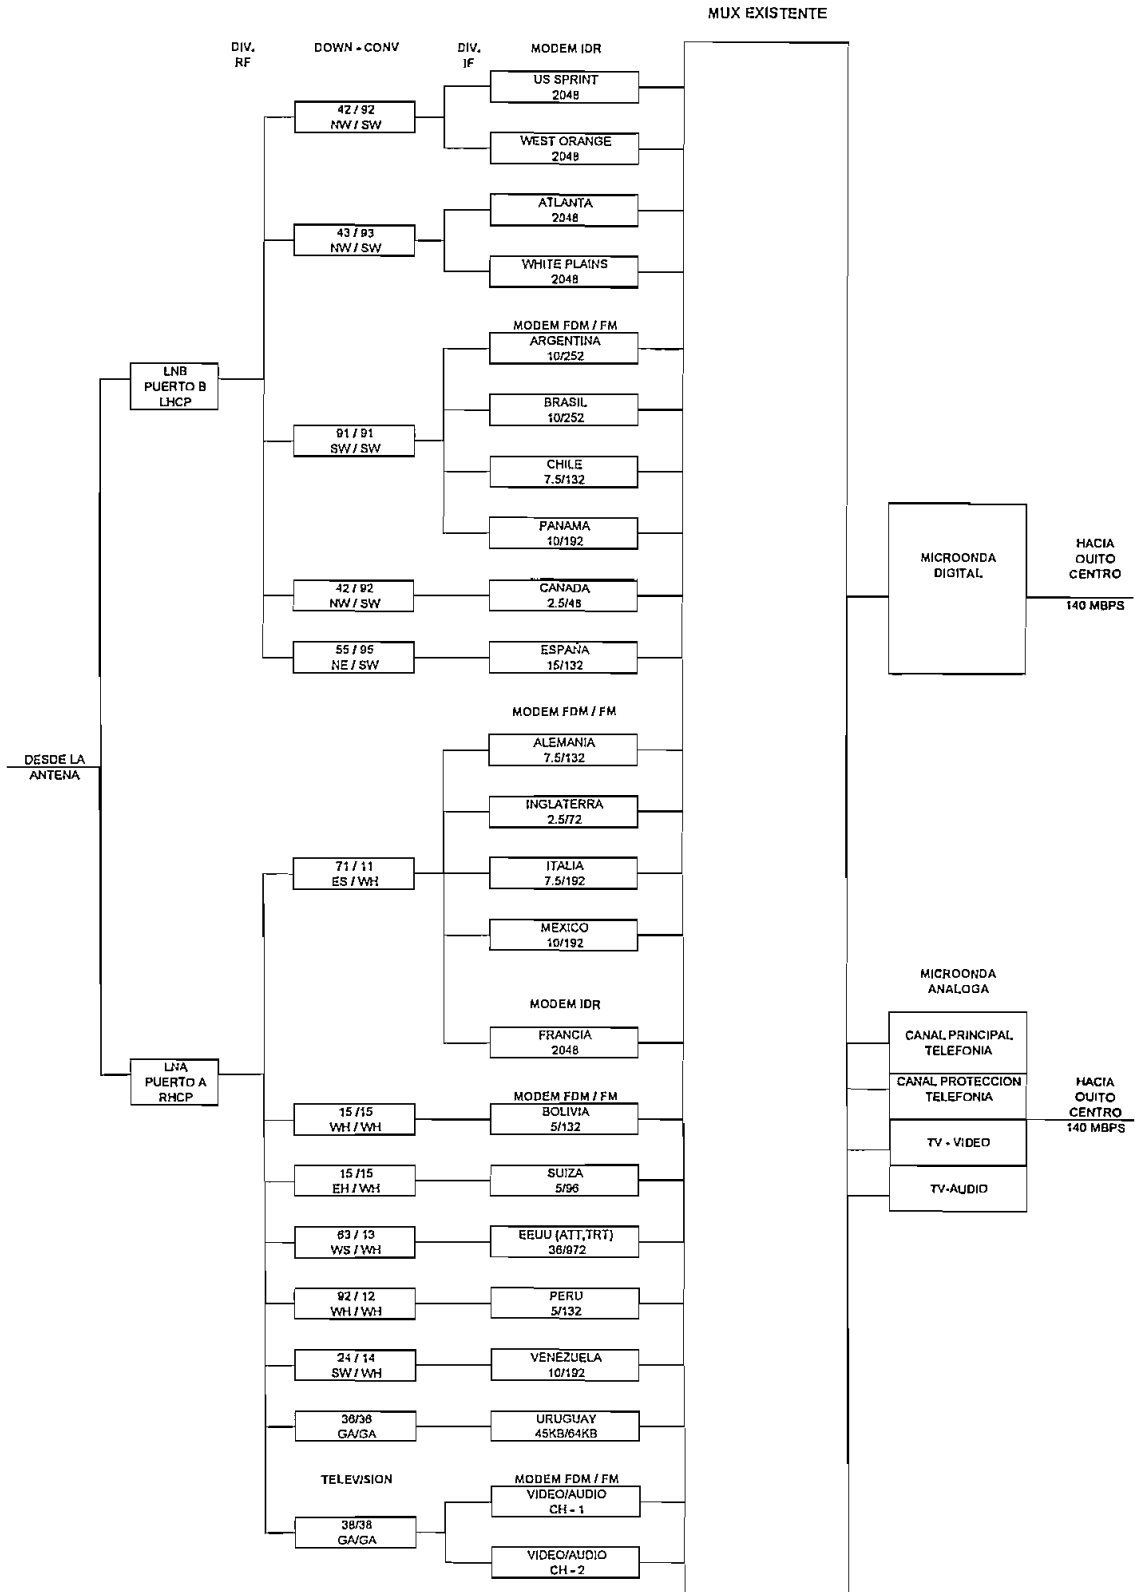 MUX EXISTENTE
DIV.
RF
DOWN - CONV
DIV.
IF
MODEM IDR
US SPRINT
2048
42 / 92
NW / SW
WEST ORANGE
2048
ATLANTA
2048
43 / 93
NW / SW
WHITE PLAINS
2048
MODEM FDM / FM
ARGENTINA
10/252
LNB
PUERTO B
LHCP
BRASIL
10/252
91 / 91
SW / SW
CHILE
7.5/132
PANAMA
10/192
MICROONDA
DIGITAL
HACIA
QUITO
CENTRO
140 MBPS
42 / 92
NW / SW
CANADA
2.5/48
55 / 95
NE / SW
ESPAÑA
15/132
MODEM FDM / FM
ALEMANIA
7.5/132
DESDE LA
ANTENA
INGLATERRA
2.5/72
71 / 11
ES / WH
ITALIA
7.5/192
MEXICO
10/192
MICROONDA
ANALOGA
MODEM IDR
FRANCIA
2048
CANAL PRINCIPAL
TELEFONIA
LNA
PUERTO A
RHCP
CANAL PROTECCION
TELEFONIA
HACIA
QUITO
CENTRO
140 MBPS
MODEM FDM / FM
15 /15
WH / WH
BOLIVIA
5/132
TV - VIDEO
15 /15
EH / WH
SUIZA
5/96
TV-AUDIO
63 / 13
WS / WH
EEUU (ATT,TRT)
36/972
92 / 12
WH / WH
PERU
5/132
24 / 14
SW / WH
VENEZUELA
10/192
36/36
GA/GA
URUGUAY
45KB/64KB
TELEVISION
MODEM FDM / FM
VIDEO/AUDIO
CH - 1
38/38
GA/GA
VIDEO/AUDIO
CH - 2